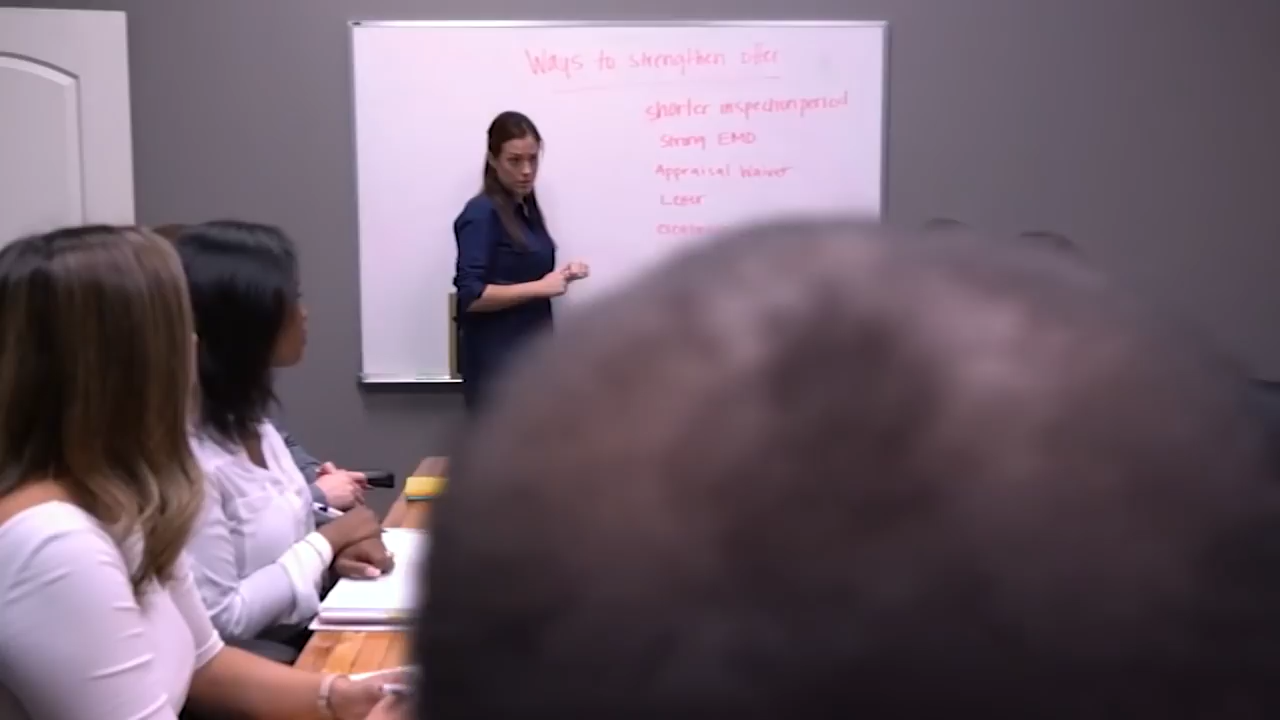 Ways to strengthen offer
shorter inspection period
Strong EMD
Appraisal Waiver
Letter